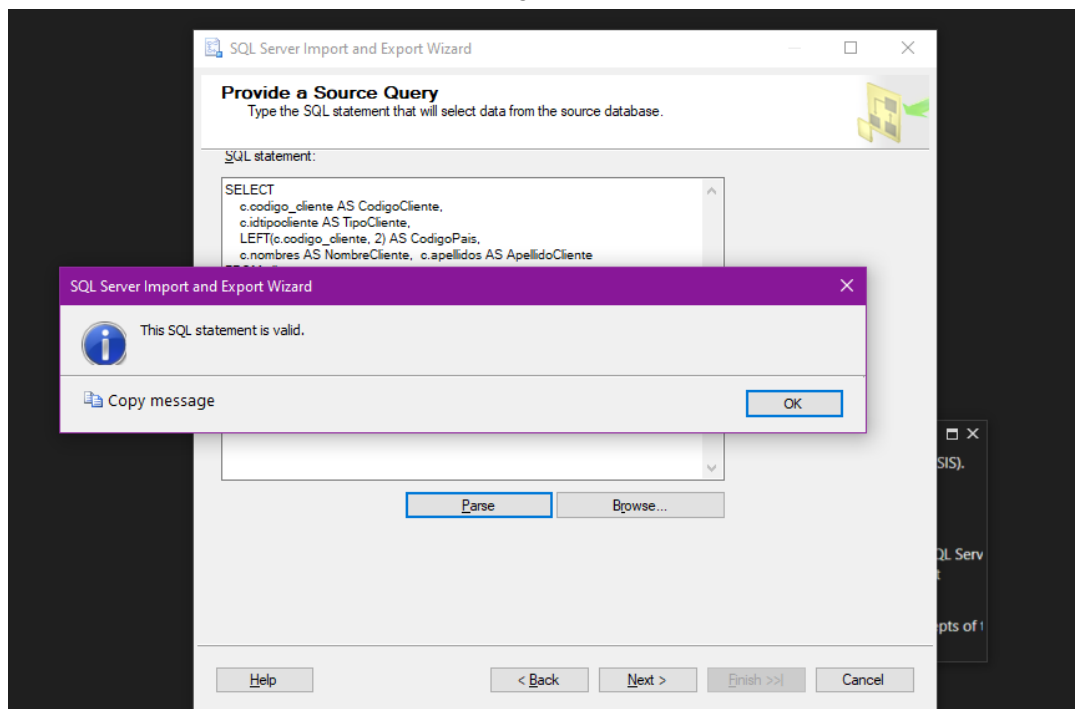 SQL Server Import and Export Wizard
Provide a Source Query
Type the SQL statement that will select data from the source database.
SQL statement:
SELECT
c.codigo_cliente AS CodigoCliente,
c.idtipocliente AS TipoCliente,
LEFT(c.codigo_cliente, 2) AS CodigoPais,
c.nombres AS NombreCliente, c.apellidos AS ApellidoCliente
SQL Server Import and Export Wizard
This SQL statement is valid.
Copy message
OK
SIS).
Parse
Browse...
QL Serv
t
pts of
Help
< Back
Next >
Finish >>|
Cancel